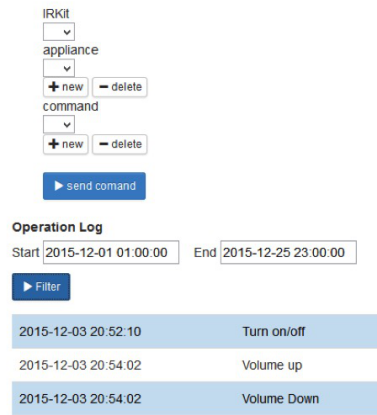 IRKit
appliance
+ new - delete
command
+ new - delete
send comand
Operation Log
Start 2015-12-01 01:00:00 End 2015-12-25 23:00:00
Filter
2015-12-03 20:52:10 Turn on/off
2015-12-03 20:54:02 Volume up
2015-12-03 20:54:02 Volume Down